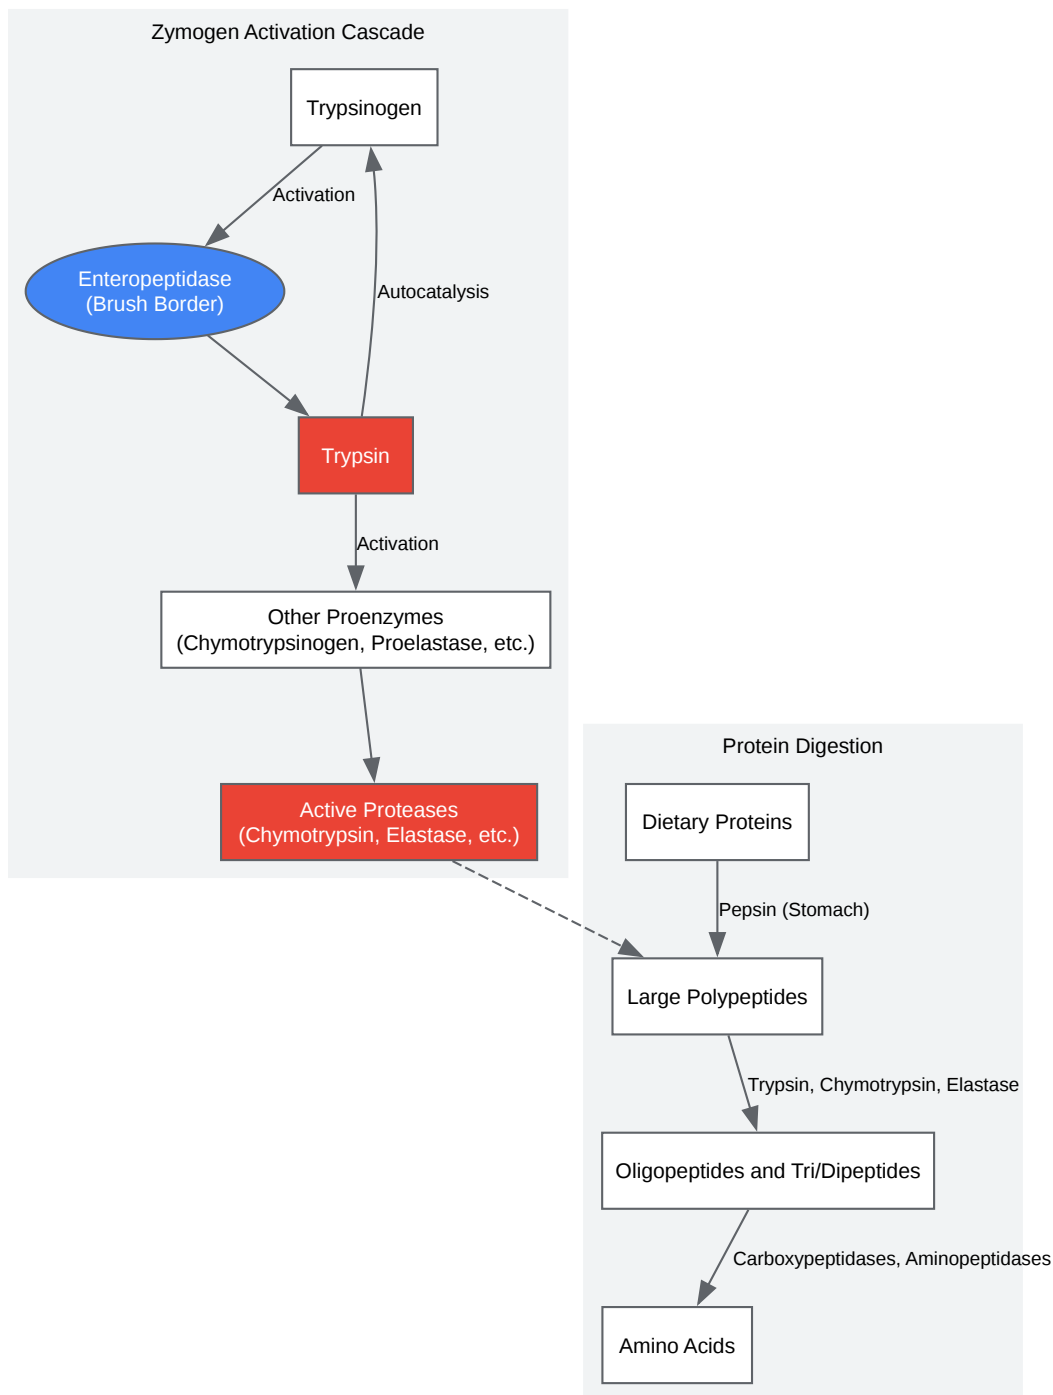 Zymogen Activation Cascade
Trypsinogen
Activation
Enteropeptidase
(Brush Border)
Autocatalysis
Trypsin
Activation
Other Proenzymes
(Chymotrypsinogen, Proelastase, etc.)
Active Proteases
(Chymotrypsin, Elastase, etc.)
Protein Digestion
Dietary Proteins
Pepsin (Stomach)
Large Polypeptides
Trypsin, Chymotrypsin, Elastase
Oligopeptides and Tri/Dipeptides
Carboxypeptidases, Aminopeptidases
Amino Acids